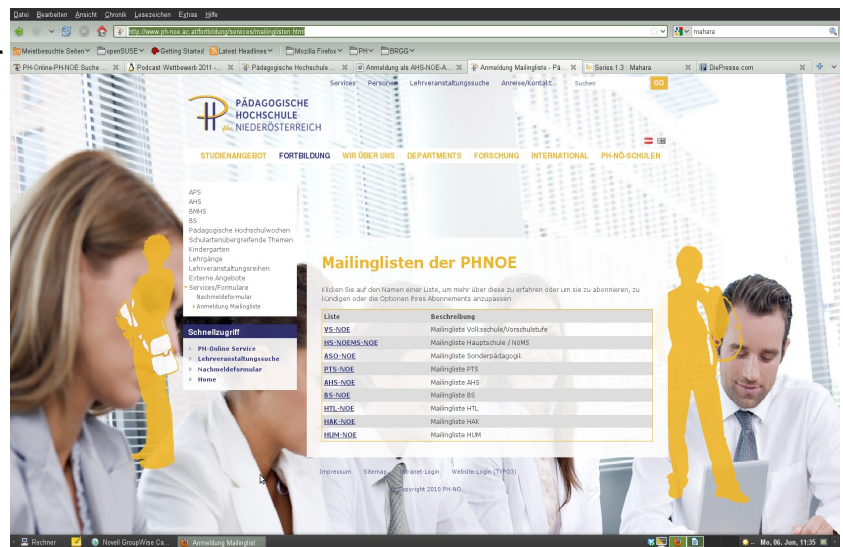 Datei Bearbeiten Ansicht Chronik Lesezeichen Extras Hilfe
http://www.ph-noe.ac.at/fortbildung/services/mailinglisten.html
mahara
Meistbesuchte Seiten openSUSE Getting Started Latest Headlines Mozilla Firefox PH BRGG
PH-Online-PH-NOE Suche ... Podcast Wettbewerb 2011 -... Pädagogische Hochschule ... Anmeldung als AHS-NOE-A... Anmeldung Mailingliste - Pä... Series 1.3 : Mahara DiePresse.com
Services Personen Lehrveranstaltungssuche Anreise/Kontakt Suchen GO
PÄDAGOGISCHE
HOCHSCHULE
NIEDERÖSTERREICH
STUDIENANGEBOT FORTBILDUNG WIR ÜBER UNS DEPARTMENTS FORSCHUNG INTERNATIONAL PH-NÖ-SCHULEN
APS
AHS
BMHS
BS
Pädagogische Hochschulwochen
Schulartenübergreifende Themen
Kindergarten
Lehrgänge
Lehrveranstaltungsreihen
Externe Angebote
Services/Formulare
Nachmeldeformular
Anmeldung Mailingliste
Schnellzugriff
PH-Online Service
Lehrveranstaltungssuche
Nachmeldeformular
Home
Mailinglisten der PHNOE
Klicken Sie auf den Namen einer Liste, um mehr über diese zu erfahren oder um sie zu abonnieren, zu
kündigen oder die Optionen Ihres Abonnements anzupassen
Liste Beschreibung
VS-NOE Mailingliste Volksschule/Vorschulstufe
HS-NOEMS-NOE Mailingliste Hauptschule / NöMS
ASO-NOE Mailingliste Sonderpädagogik
PTS-NOE Mailingliste PTS
AHS-NOE Mailingliste AHS
BS-NOE Mailingliste BS
HTL-NOE Mailingliste HTL
HAK-NOE Mailingliste HAK
HUM-NOE Mailingliste HUM
Impressum Sitemap Intranet-Login Website-Login (TYPO3)
© Copyright 2010 PH-NÖ
Rechner Novell GroupWise Ca... Anmeldung Mailinglist... Mo, 06. Jun, 11:35